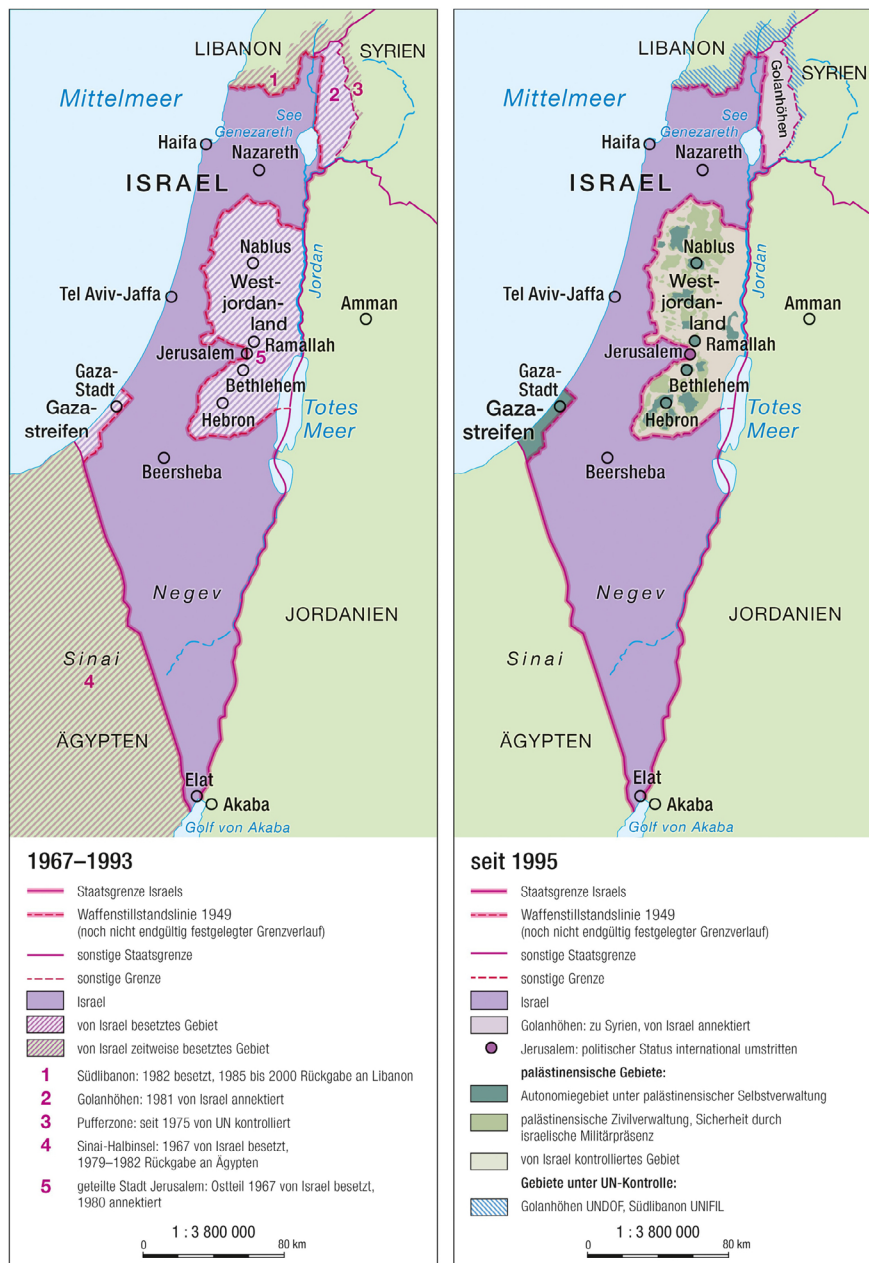 LIBANON
SYRIEN
1
2
3
Mittelmeer
See
Genezareth
Haifa
Nazareth
ISRAEL
Nablus
West-
jordan-
land
Jordan
Tel Aviv-Jaffa
Amman
Ramallah
Jerusalem
5
Gaza-
Stadt
Bethlehem
Gaza-
streifen
Hebron
Totes
Meer
Beersheba
Negev
JORDANIEN
Sinai
4
ÄGYPTEN
Elat
Akaba
Golf von Akaba
1967–1993
Staatsgrenze Israels
Waffenstillstandslinie 1949
(noch nicht endgültig festgelegter Grenzverlauf)
sonstige Staatsgrenze
sonstige Grenze
Israel
von Israel besetztes Gebiet
von Israel zeitweise besetztes Gebiet
1 Südlibanon: 1982 besetzt, 1985 bis 2000 Rückgabe an Libanon
2 Golanhöhen: 1981 von Israel annektiert
3 Pufferzone: seit 1975 von UN kontrolliert
4 Sinai-Halbinsel: 1967 von Israel besetzt,
1979–1982 Rückgabe an Ägypten
5 geteilte Stadt Jerusalem: Ostteil 1967 von Israel besetzt,
1980 annektiert
1 : 3 800 000
0 80 km
LIBANON
SYRIEN
Golanhöhen
Mittelmeer
See
Genezareth
Haifa
Nazareth
ISRAEL
Nablus
West-
jordan-
land
Jordan
Tel Aviv-Jaffa
Amman
Ramallah
Jerusalem
Gaza-
Stadt
Bethlehem
Gaza-
streifen
Hebron
Totes
Meer
Beersheba
Negev
JORDANIEN
Sinai
ÄGYPTEN
Elat
Akaba
Golf von Akaba
seit 1995
Staatsgrenze Israels
Waffenstillstandslinie 1949
(noch nicht endgültig festgelegter Grenzverlauf)
sonstige Staatsgrenze
sonstige Grenze
Israel
Golanhöhen: zu Syrien, von Israel annektiert
Jerusalem: politischer Status international umstritten
palästinensische Gebiete:
Autonomiegebiet unter palästinensischer Selbstverwaltung
palästinensische Zivilverwaltung, Sicherheit durch
israelische Militärpräsenz
von Israel kontrolliertes Gebiet
Gebiete unter UN-Kontrolle:
Golanhöhen UNDOF, Südlibanon UNIFIL
1 : 3 800 000
0 80 km